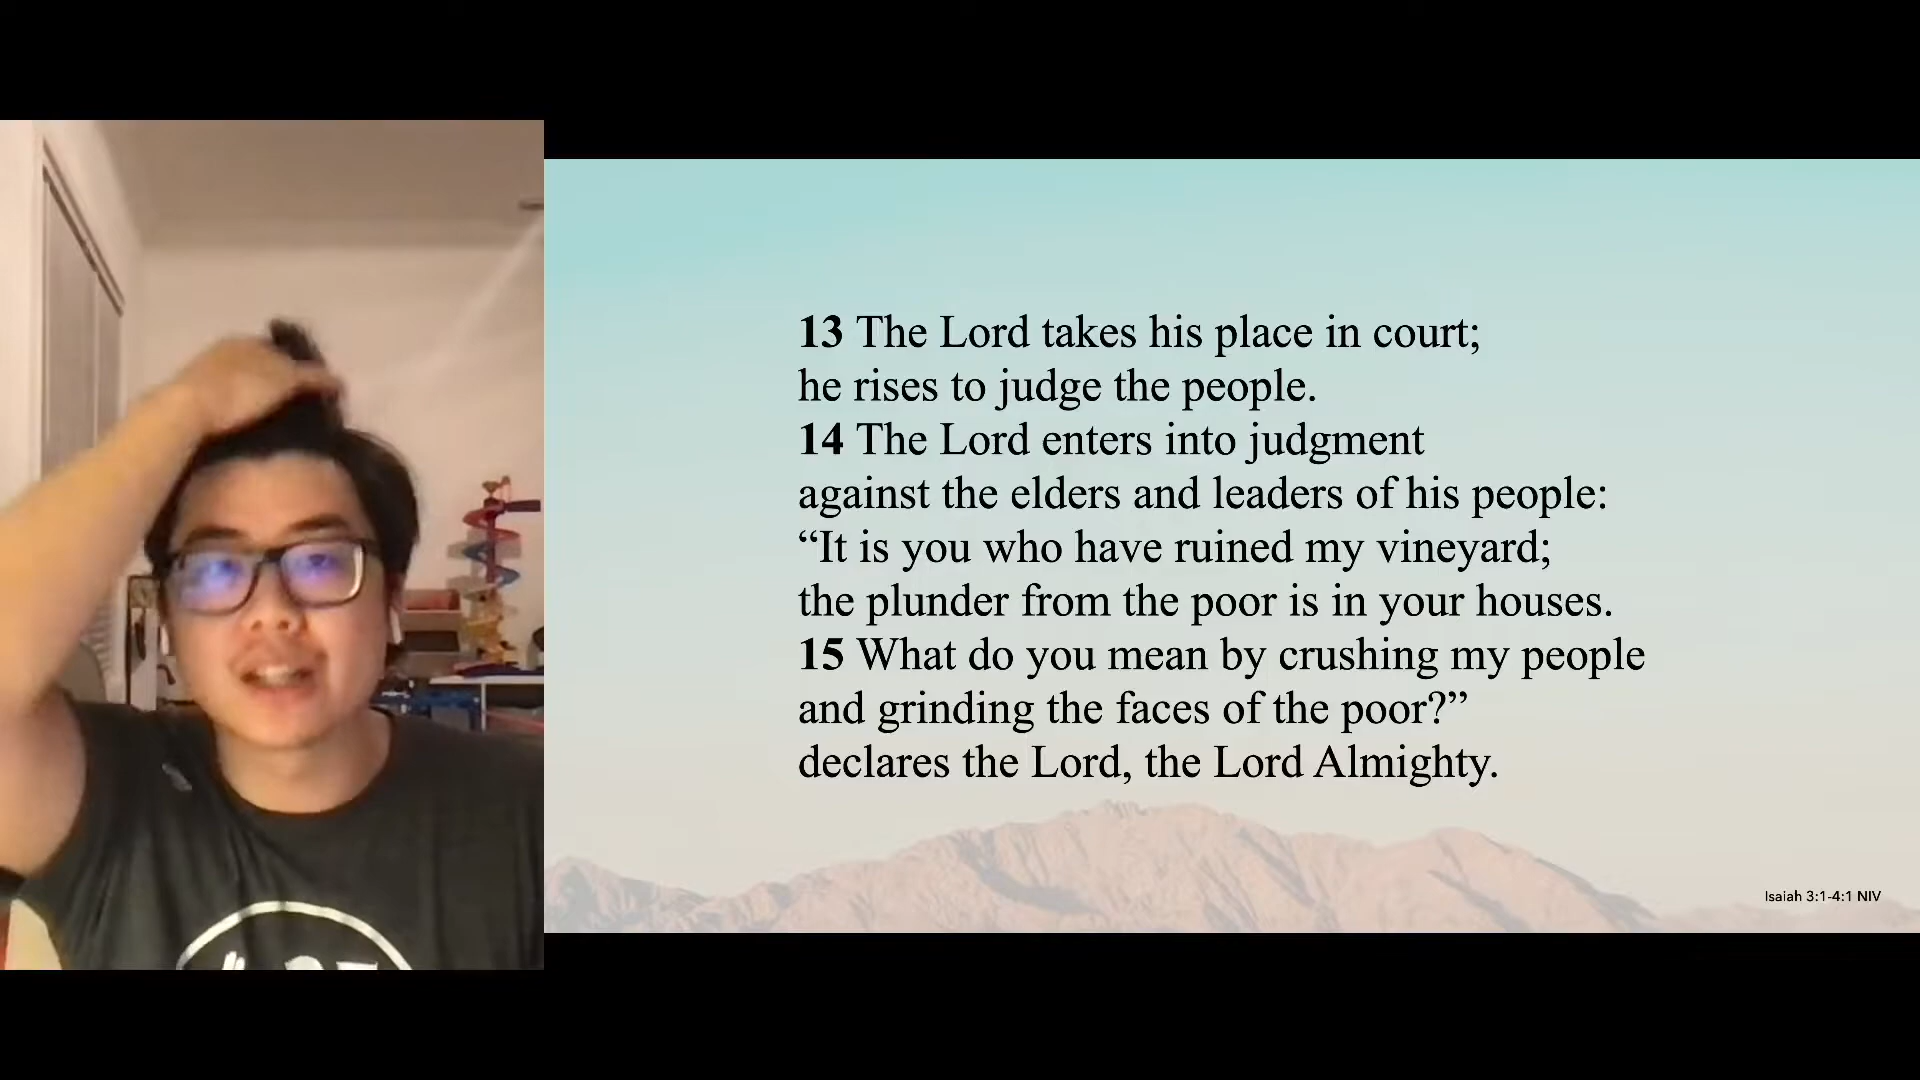 13 The Lord takes his place in court;
he rises to judge the people.
14 The Lord enters into judgment
against the elders and leaders of his people:
“It is you who have ruined my vineyard;
the plunder from the poor is in your houses.
15 What do you mean by crushing my people
and grinding the faces of the poor?”
declares the Lord, the Lord Almighty.
Isaiah 3:1-4:1 NIV